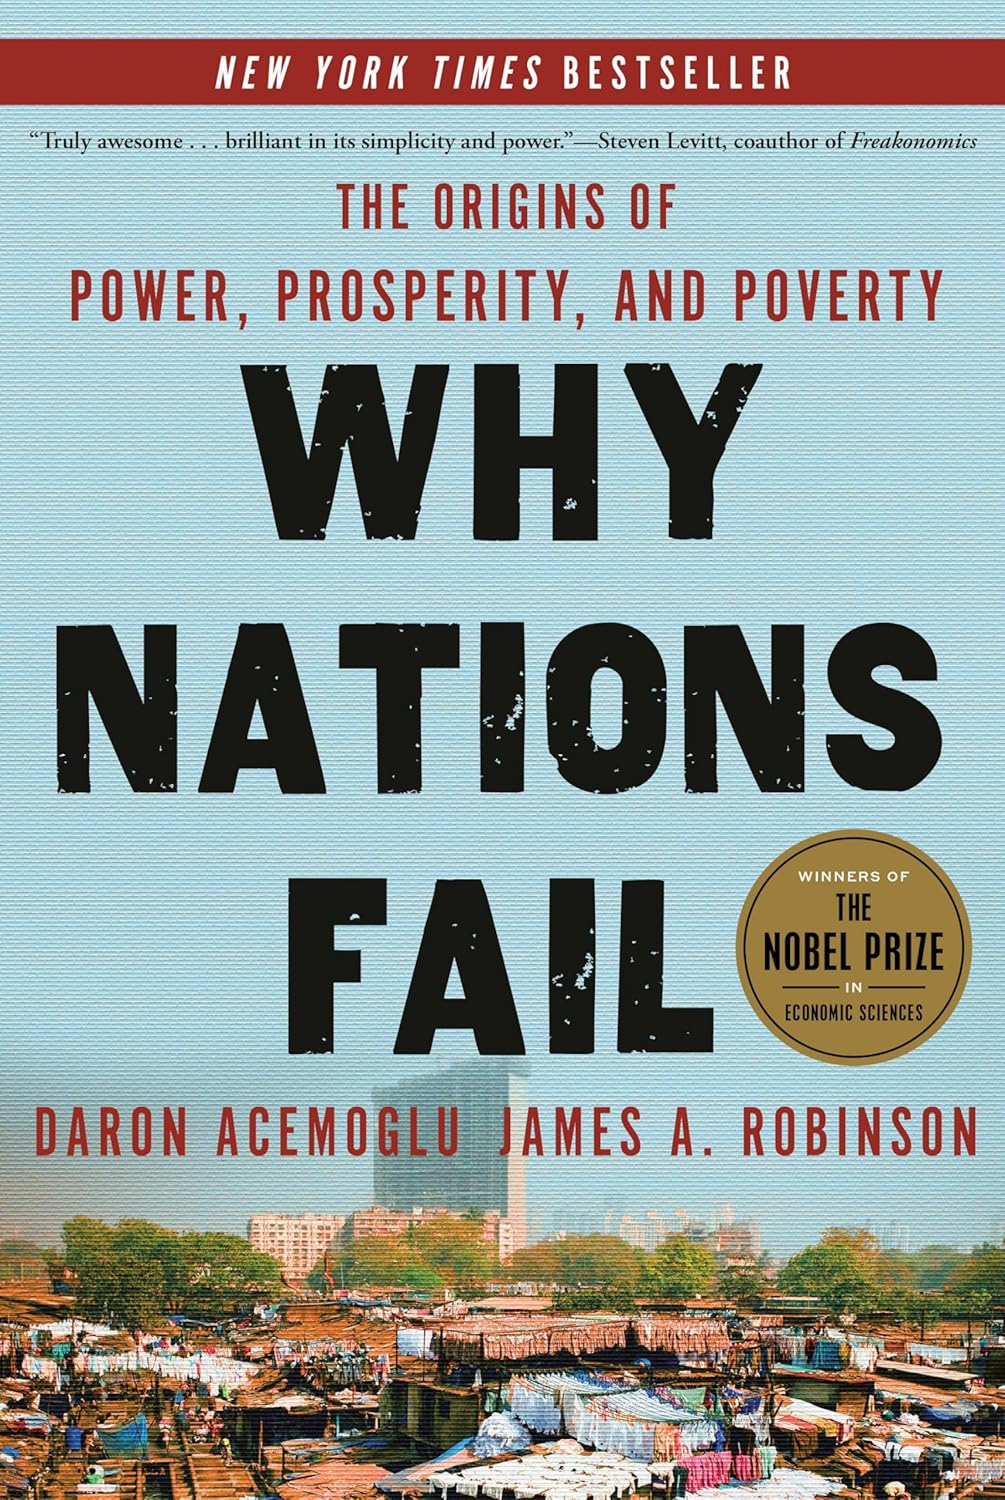 NEW YORK TIMES BESTSELLER
“Truly awesome . . . brilliant in its simplicity and power.”—Steven Levitt, coauthor of Freakonomics
THE ORIGINS OF
POWER, PROSPERITY, AND POVERTY
WHY
NATIONS
FAIL
WINNERS OF
THE
NOBEL PRIZE
IN
ECONOMIC SCIENCES
DARON ACEMOGLU JAMES A. ROBINSON